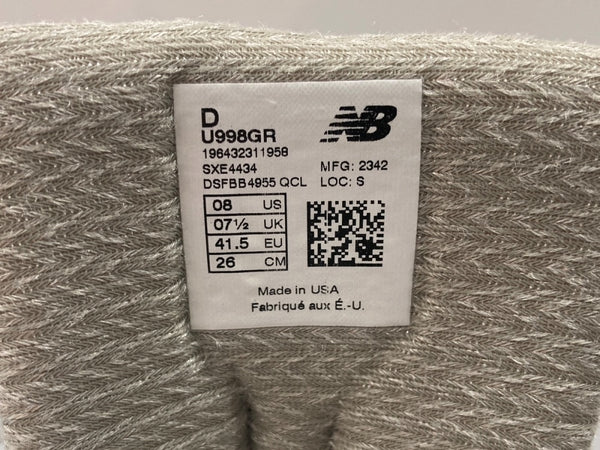 D
U998GR
NB
196432311958
SXE4434 MFG: 2342
DSFBB4955 QCL LOC: S
08 US
07½ UK
41.5 EU
26 CM
Made in USA
Fabriqué aux É.-U.